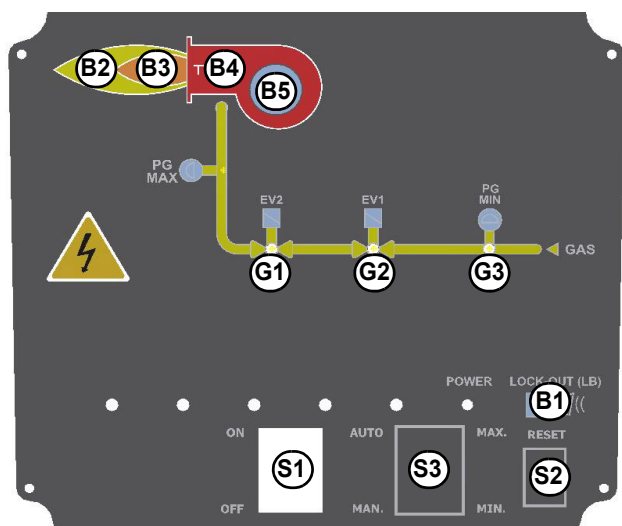 B2 B3 T B4
B5
PG
MAX
EV2 EV1 PG
MIN
GAS
G1 G2 G3
POWER LOCK-OUT (LB)
B1
ON AUTO MAX. RESET
S1 S3 S2
OFF MAN. MIN.